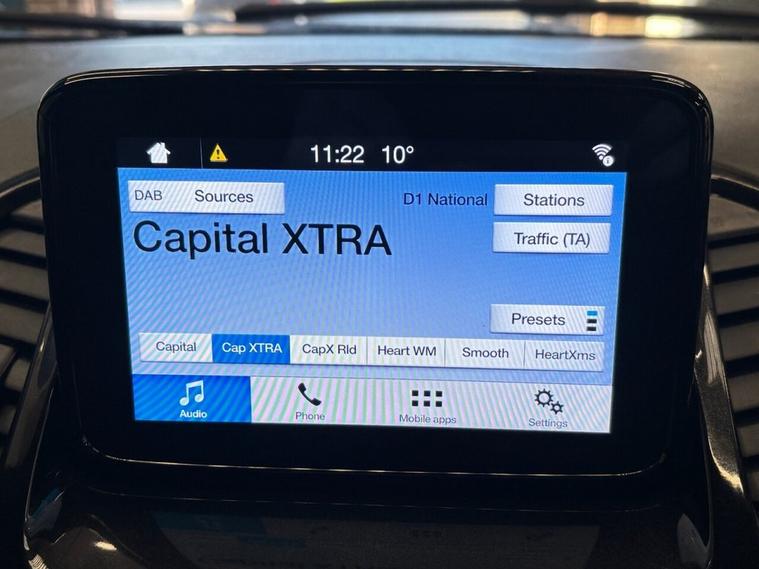 11:22 10°
DAB Sources
D1 National Stations
Capital XTRA
Traffic (TA)
Presets
Capital Cap XTRA CapX Rld Heart WM Smooth HeartXms
Audio Phone Mobile apps Settings